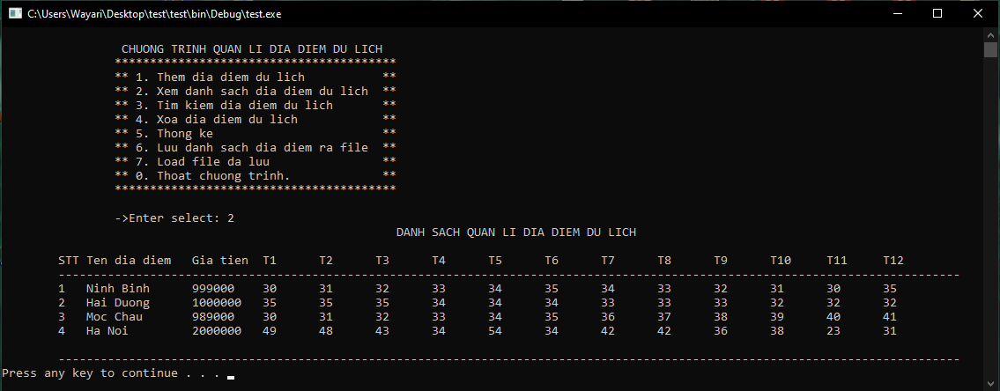 C:\Users\Wayari\Desktop\test\test\bin\Debug\test.exe
CHUONG TRINH QUAN LI DIA DIEM DU LICH
****************************************
** 1. Them dia diem du lich           **
** 2. Xem danh sach dia diem du lich  **
** 3. Tim kiem dia diem du lich       **
** 4. Xoa dia diem du lich            **
** 5. Thong ke                        **
** 6. Luu danh sach dia diem ra file  **
** 7. Load file da luu                **
** 0. Thoat chuong trinh.             **
****************************************
->Enter select: 2
DANH SACH QUAN LI DIA DIEM DU LICH
STT Ten dia diem   Gia tien  T1      T2      T3      T4      T5      T6      T7      T8      T9      T10     T11     T12
--------------------------------------------------------------------------------------------------------------------------------
1   Ninh Binh      999000    30      31      32      33      34      35      34      33      32      31      30      35
2   Hai Duong      1000000   35      35      35      34      34      34      33      33      33      32      32      32
3   Moc Chau       989000    30      31      32      33      34      35      36      37      38      39      40      41
4   Ha Noi         2000000   49      48      43      34      54      34      42      42      36      38      23      31
--------------------------------------------------------------------------------------------------------------------------------
Press any key to continue . . .